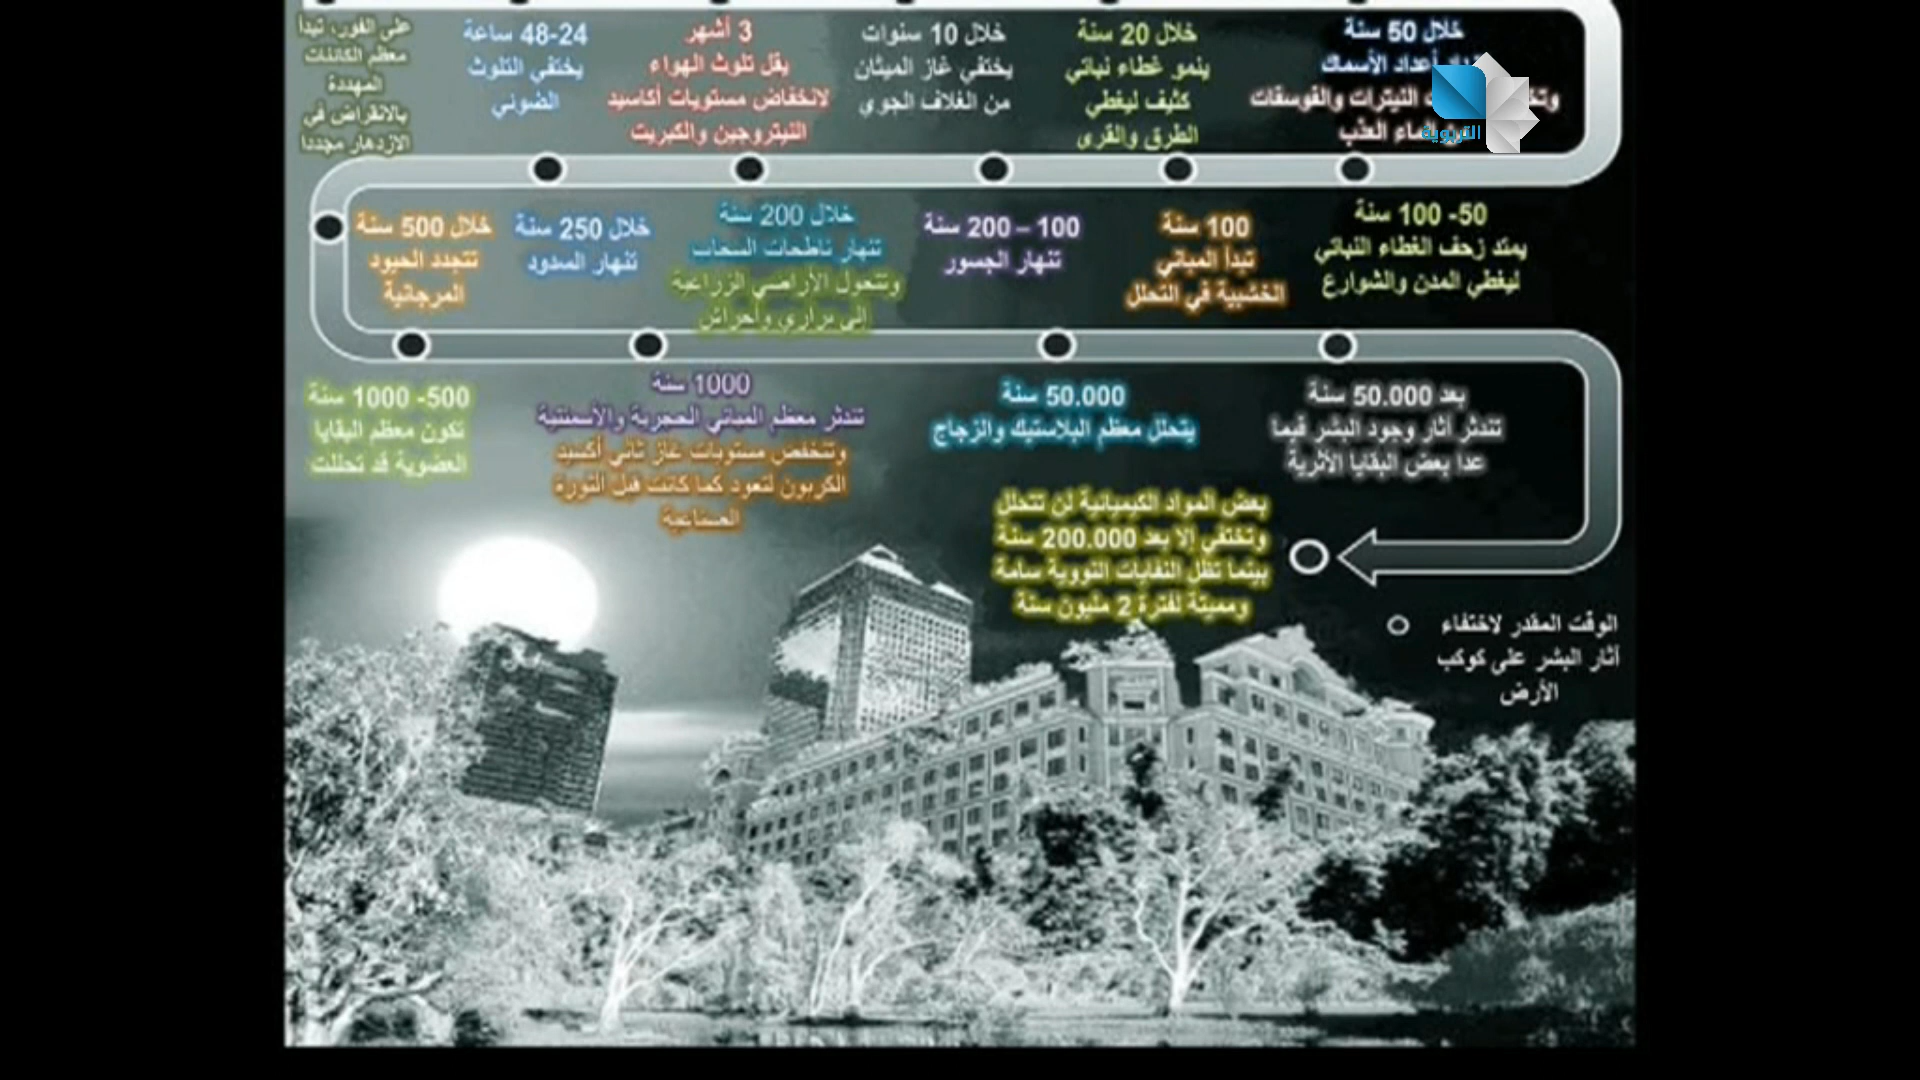 على الفور، تبدأ
معظم الكائنات
المهددة
بالانقراض في
الازدهار مجددا
24-48 ساعة
يختفي التلوث
الضوئي
3 أشهر
يقل تلوث الهواء
لانخفاض مستويات أكاسيد
النيتروجين والكبريت
خلال 10 سنوات
يختفي غاز الميثان
من الغلاف الجوي
خلال 20 سنة
ينمو غطاء نباتي
كثيف ليغطي
الطرق والقرى
خلال 50 سنة
أعداد الأسماك
النيترات والفوسفات
الماء العذب
التربوية
50- 100 سنة
يمتد زحف الغطاء النباتي
ليغطي المدن والشوارع
100 سنة
تبدأ المباني
الخشبية في التحلل
100 – 200 سنة
تنهار الجسور
خلال 200 سنة
تنهار ناطحات السحاب
وتتحول الأراضي الزراعية
إلى براري وأحراش
خلال 250 سنة
تنهار السدود
خلال 500 سنة
تتجدد الحيود
المرجانية
500- 1000 سنة
تكون معظم البقايا
العضوية قد تحللت
1000 سنة
تندثر معظم المباني الحجرية والأسمنتية
وتنخفض مستويات غاز ثاني أكسيد
الكربون لتعود كما كانت قبل الثورة
الصناعية
50.000 سنة
يتحلل معظم البلاستيك والزجاج
بعد 50.000 سنة
تندثر أثار وجود البشر فيما
عدا بعض البقايا الأثرية
بعض المواد الكيميائية لن تتحلل
وتختفي إلا بعد 200.000 سنة
بينما تظل النفايات النووية سامة
ومميتة لفترة 2 مليون سنة
الوقت المقدر لاختفاء
أثار البشر على كوكب
الأرض